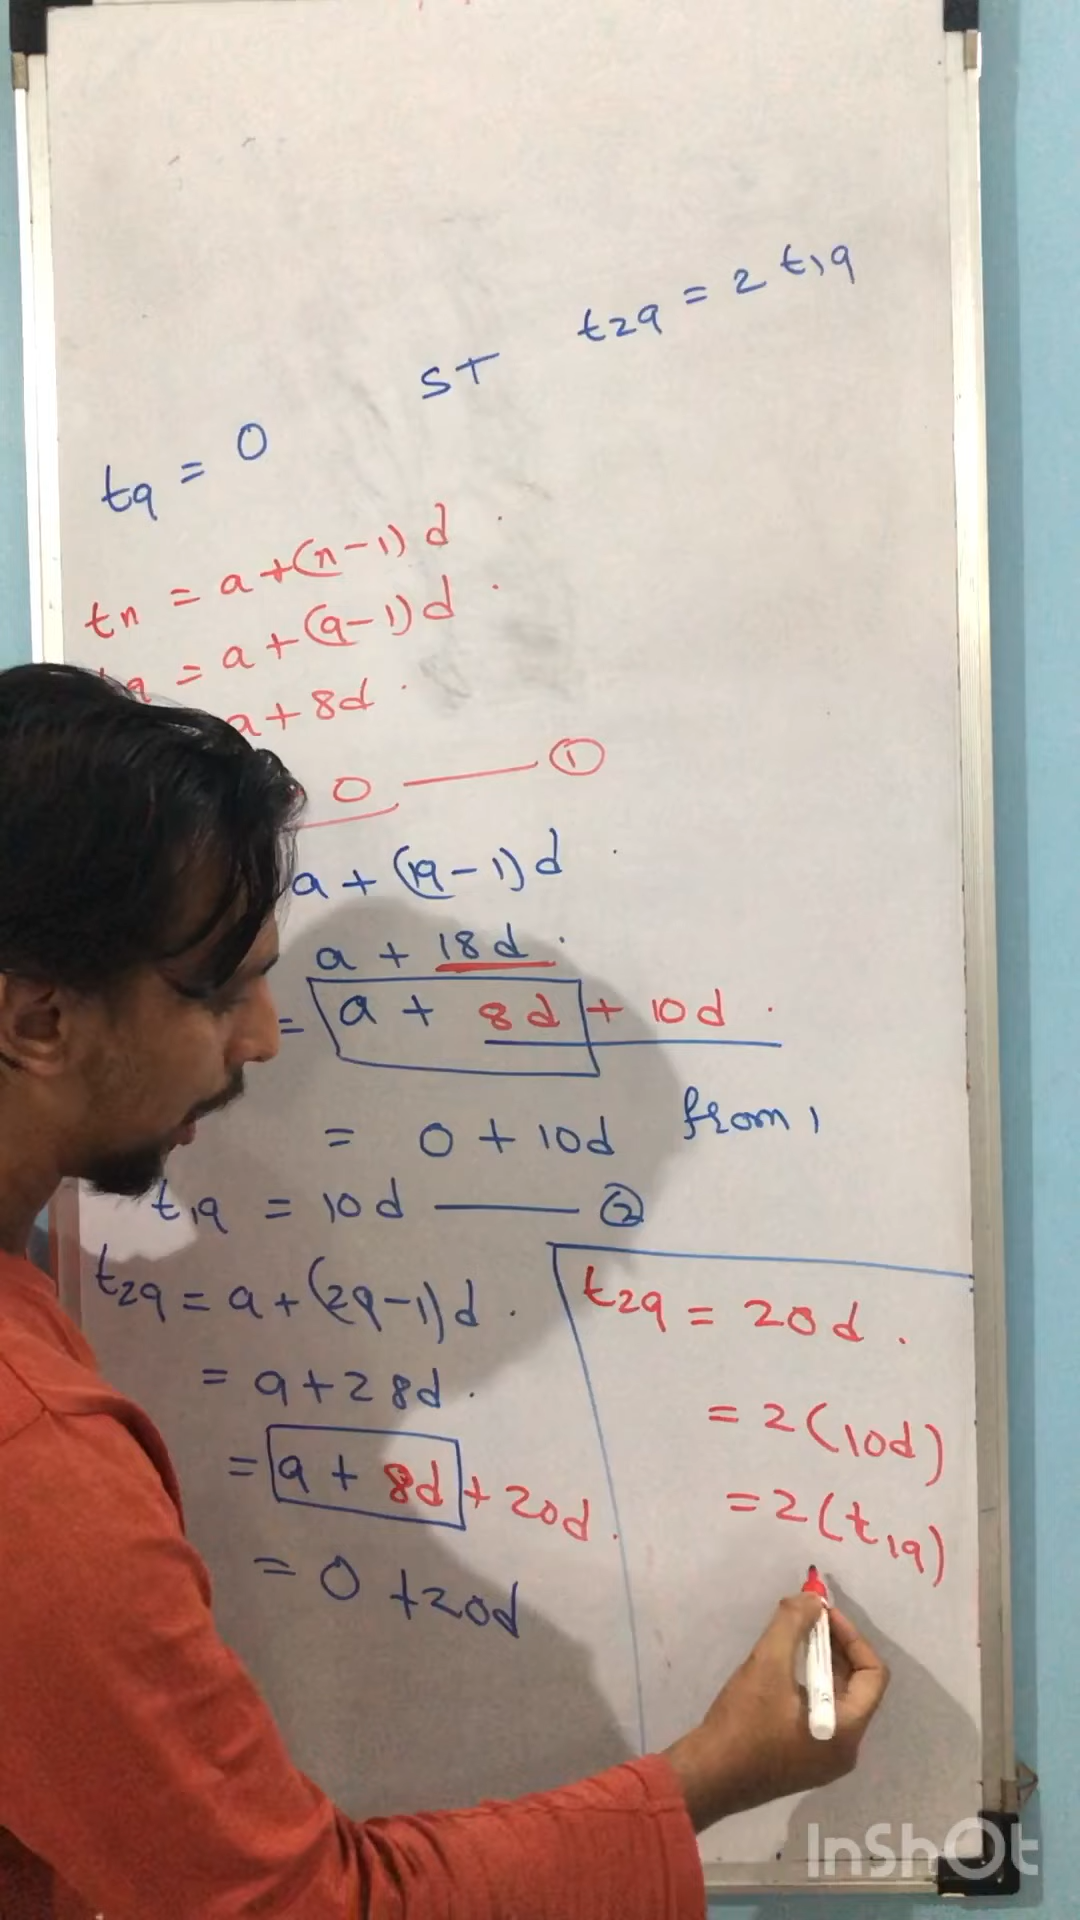 t₉ = 0 ST t₂₉ = 2 t₁₉
tₙ = a + (n-1) d
= a + (9-1) d
a + 8d
0 — ①
a + (19-1) d
a + 18d
= a + 8d + 10d
= 0 + 10d from 1
t₁₉ = 10d — ②
t₂₉ = a + (29-1) d
= a + 28d
= a + 8d + 20d
= 0 + 20d
t₂₉ = 20d
= 2 (10d)
= 2 (t₁₉)
InShOt